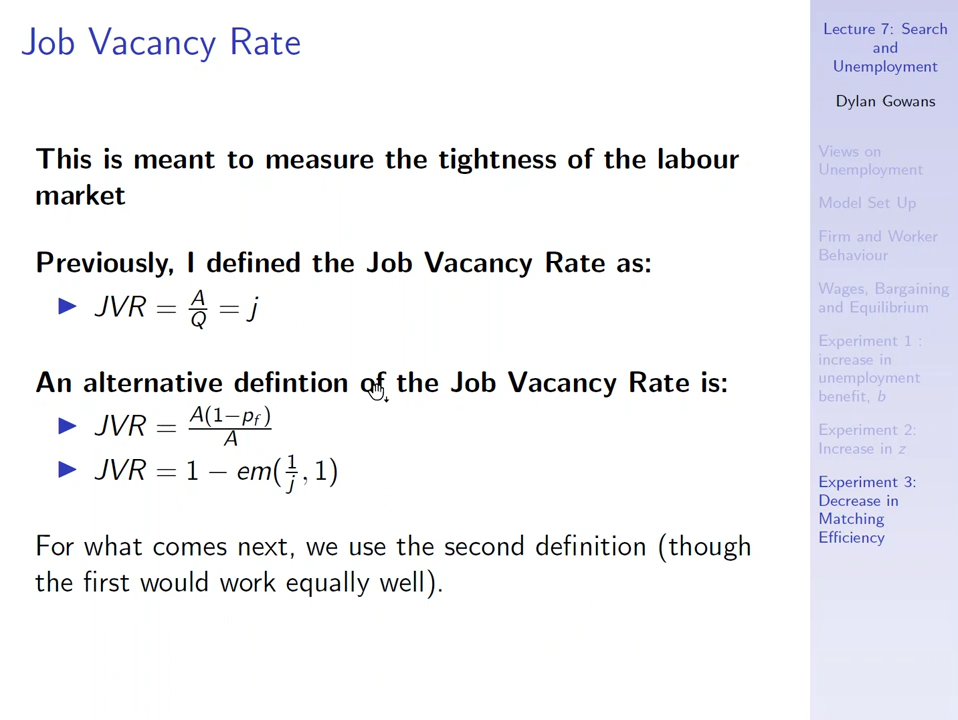 Job Vacancy Rate
This is meant to measure the tightness of the labour
market
Previously, I defined the Job Vacancy Rate as:
▶ JVR = A/Q = j
An alternative defintion of the Job Vacancy Rate is:
▶ JVR = A(1−p_f)/A
▶ JVR = 1 − em(1/j, 1)
For what comes next, we use the second definition (though
the first would work equally well).
Lecture 7: Search
and
Unemployment
Dylan Gowans
Views on
Unemployment
Model Set Up
Firm and Worker
Behaviour
Wages, Bargaining
and Equilibrium
Experiment 1 :
increase in
unemployment
benefit, b
Experiment 2:
Increase in z
Experiment 3:
Decrease in
Matching
Efficiency